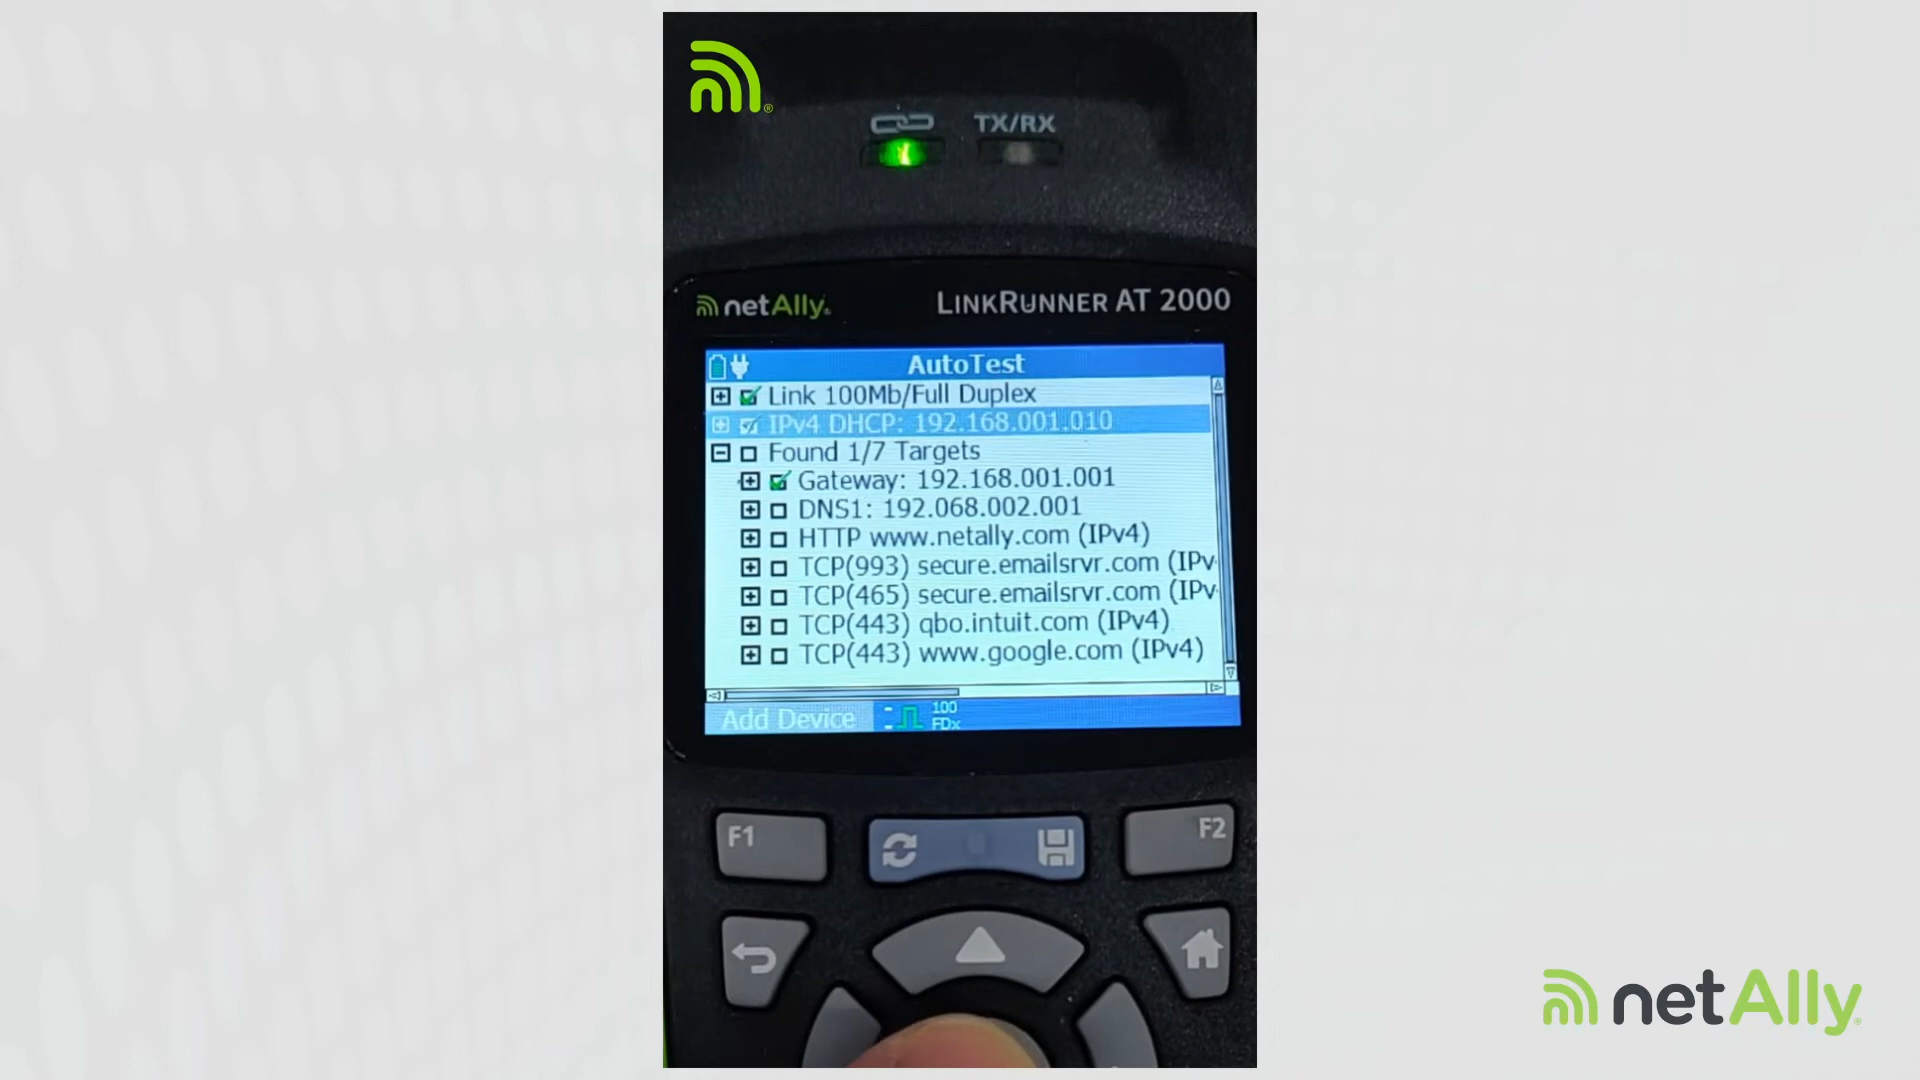 TX/RX
netAlly
LINKRUNNER AT 2000
AutoTest
Link 100Mb/Full Duplex
IPv4 DHCP: 192.168.001.010
Found 1/7 Targets
Gateway: 192.168.001.001
DNS1: 192.068.002.001
HTTP www.netally.com (IPv4)
TCP(993) secure.emailsrvr.com (IPv
TCP(465) secure.emailsrvr.com (IPv
TCP(443) qbo.intuit.com (IPv4)
TCP(443) www.google.com (IPv4)
Add Device
100
FDx
F1
F2
netAlly